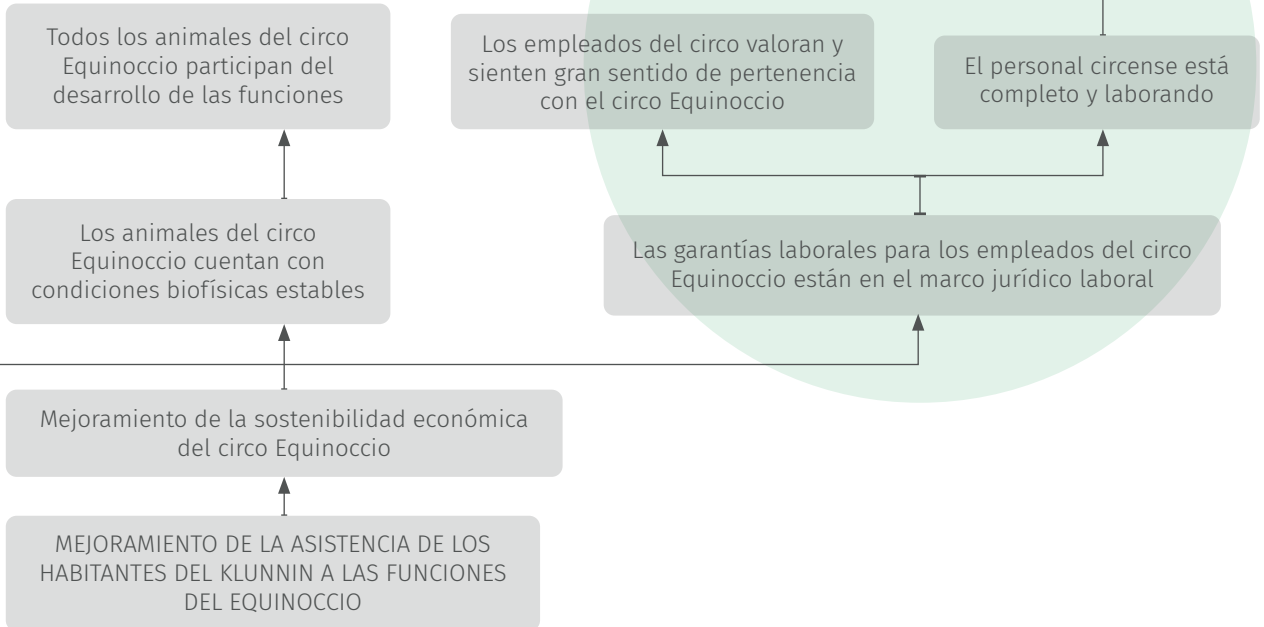 Todos los animales del circo
Equinoccio participan del
desarrollo de las funciones
Los empleados del circo valoran y
sienten gran sentido de pertenencia
con el circo Equinoccio
El personal circense está
completo y laborando
Los animales del circo
Equinoccio cuentan con
condiciones biofísicas estables
Las garantías laborales para los empleados del circo
Equinoccio están en el marco jurídico laboral
Mejoramiento de la sostenibilidad económica
del circo Equinoccio
MEJORAMIENTO DE LA ASISTENCIA DE LOS
HABITANTES DEL KLUNNIN A LAS FUNCIONES
DEL EQUINOCCIO